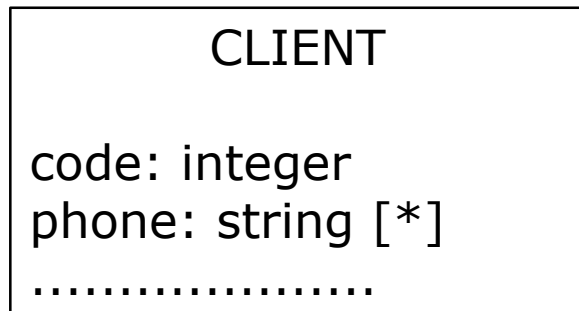 CLIENT
code: integer
phone: string [*]
....................